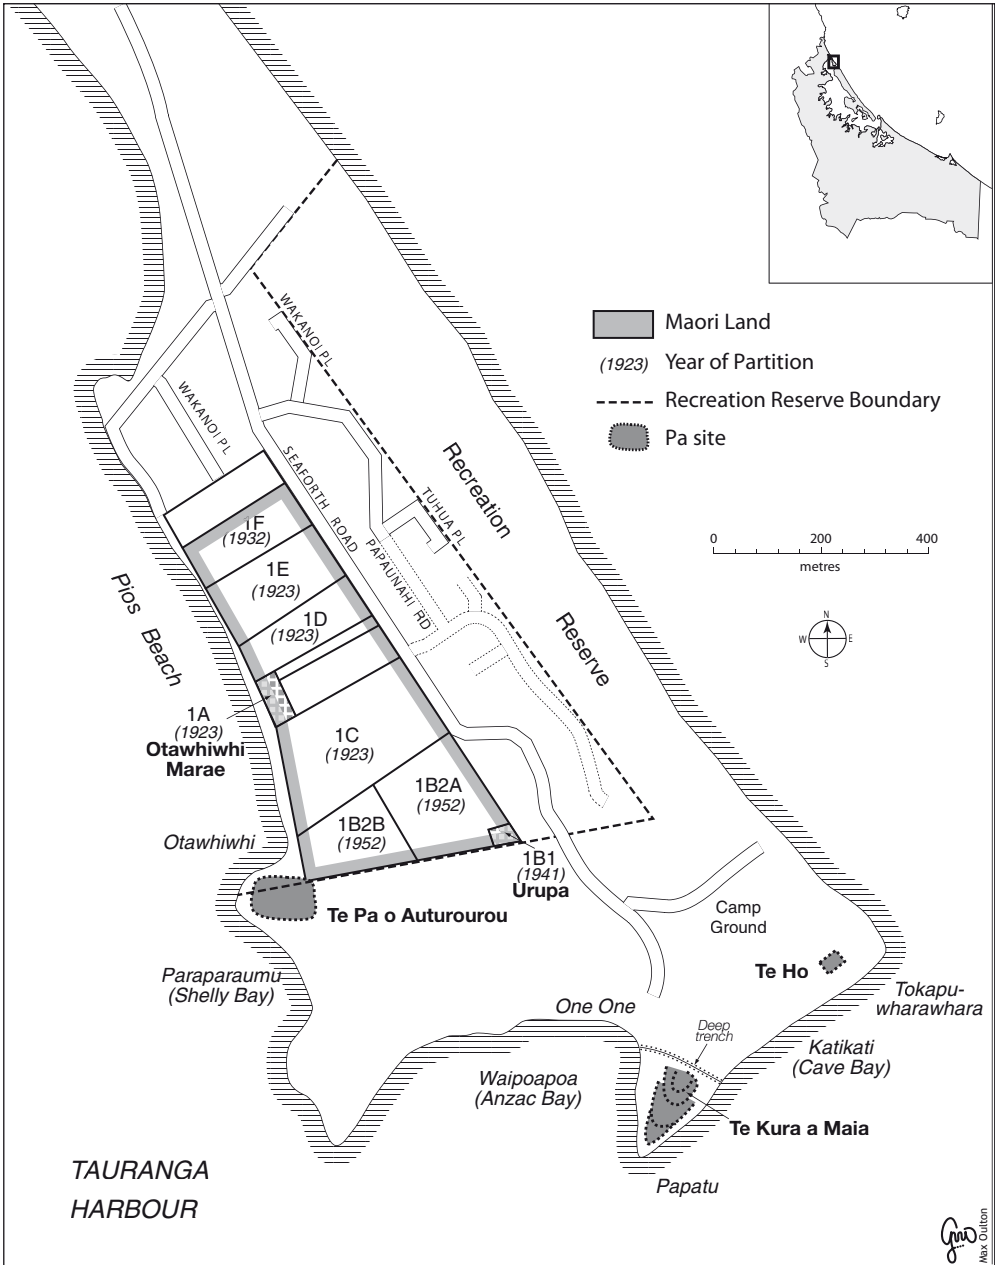 Maori Land
(1923) Year of Partition
Recreation Reserve Boundary
Pa site
0 200 400
metres
N
W E
S
WAKANOI PL
WAKANOI PL
SEAFORTH ROAD
TUHUA PL
PAPAUNAHI RD
Recreation
Reserve
Pios Beach
1F
(1932)
1E
(1923)
1D
(1923)
1A
(1923)
Otawhiwhi
Marae
1C
(1923)
1B2A
(1952)
1B2B
(1952)
1B1
(1941)
Urupa
Otawhiwhi
Te Pa o Auturourou
Camp
Ground
Te Ho
Paraparaumu
(Shelly Bay)
Tokapu-
wharawhara
One One
Deep
trench
Katikati
(Cave Bay)
Waipoapoa
(Anzac Bay)
Te Kura a Maia
Papatu
TAURANGA
HARBOUR
Max Oulton